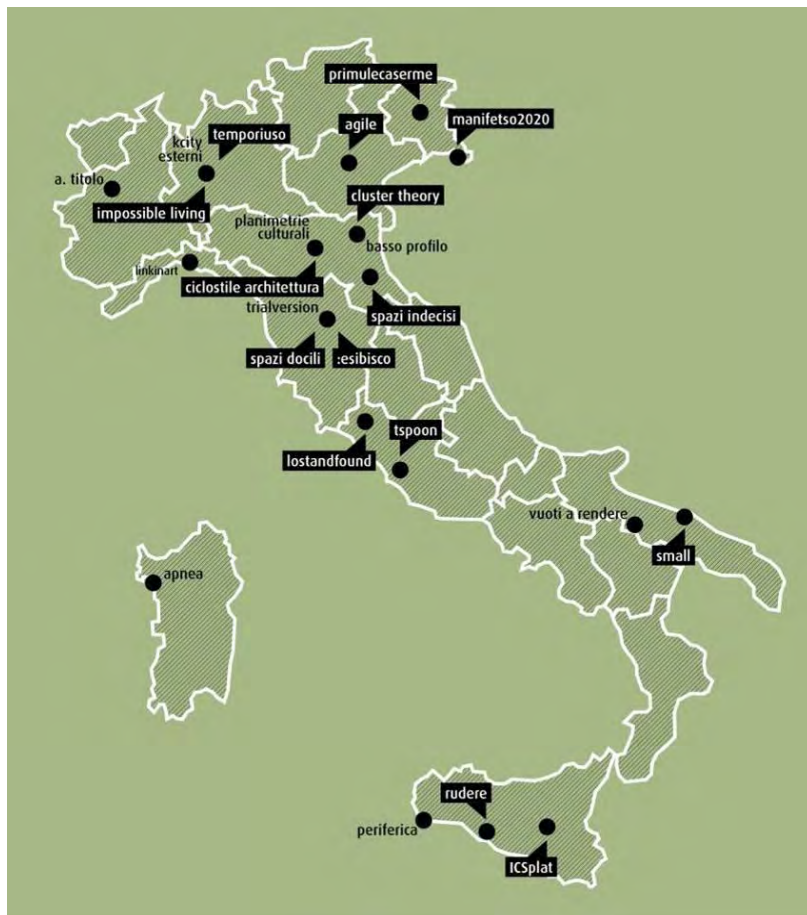 primulecaserme
manifetso2020
agile
kcity
esterni
temporiuso
a. titolo
impossible living
cluster theory
planimetrie
culturali
basso profilo
linkinart
ciclostile architettura
trialversion
spazi indecisi
spazi docili
:esibisco
tspoon
lostandfound
vuoti a rendere
small
apnea
rudere
periferica
ICSplat